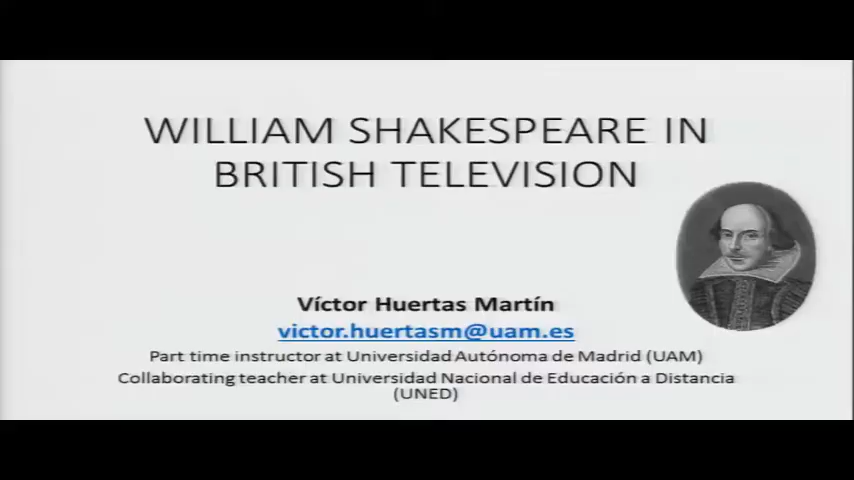 WILLIAM SHAKESPEARE IN
BRITISH TELEVISION
Víctor Huertas Martín
victor.huertasm@uam.es
Part time instructor at Universidad Autónoma de Madrid (UAM)
Collaborating teacher at Universidad Nacional de Educación a Distancia
(UNED)